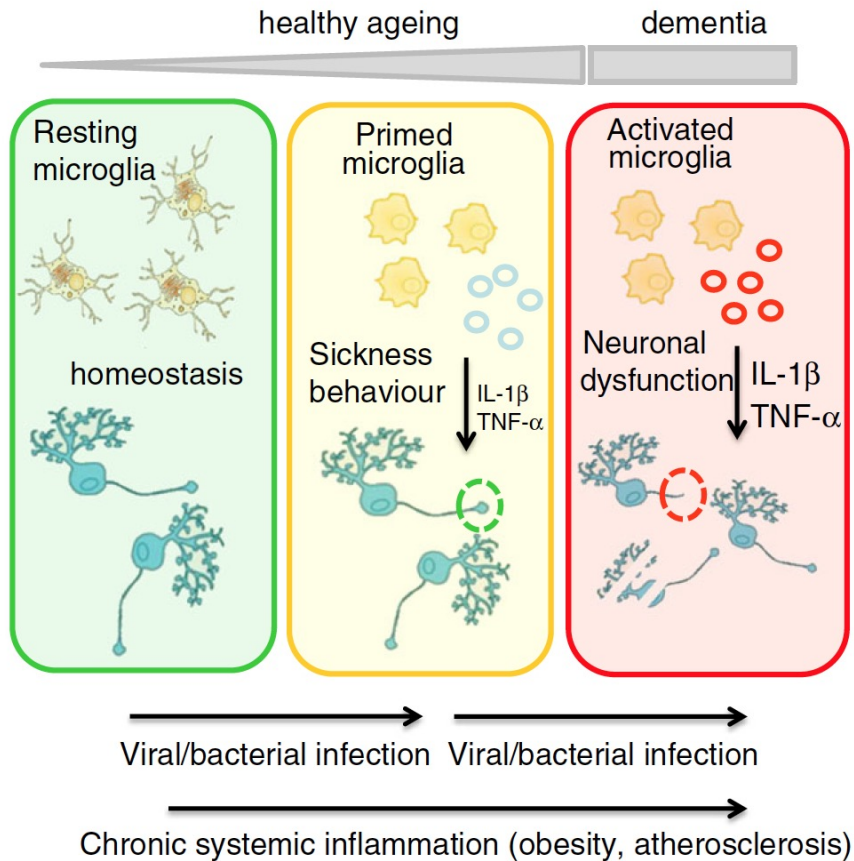 healthy ageing
dementia
Resting
microglia
homeostasis
Primed
microglia
Sickness
behaviour
IL-1β
TNF-α
Activated
microglia
Neuronal
dysfunction
IL-1β
TNF-α
Viral/bacterial infection
Viral/bacterial infection
Chronic systemic inflammation (obesity, atherosclerosis)